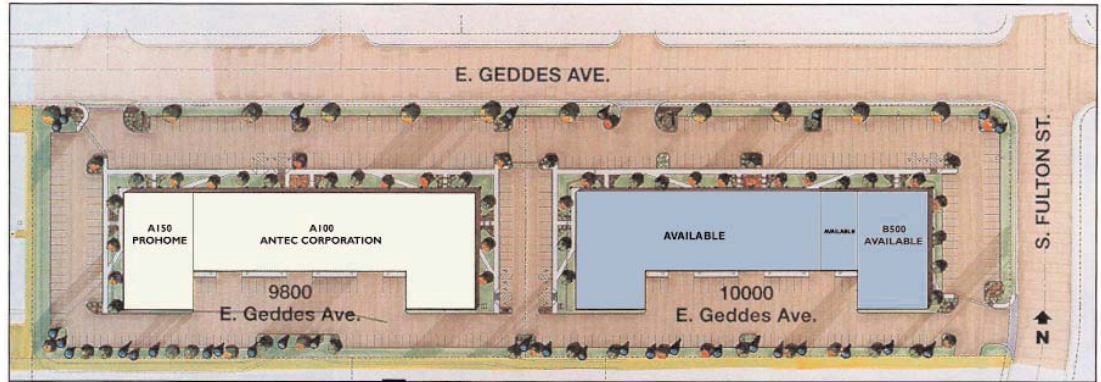 E. GEDDES AVE.
S. FULTON ST.
A150
PROHOME
A100
ANTEC CORPORATION
AVAILABLE
AVAILABLE
B500
AVAILABLE
9800
E. Geddes Ave.
10000
E. Geddes Ave.
N